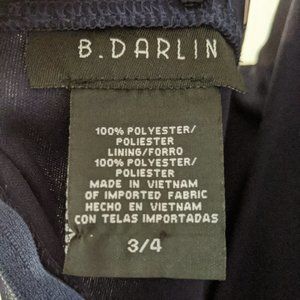 B.DARLIN
100% POLYESTER/
POLIESTER
LINING/FORRO
100% POLYESTER/
POLIESTER
MADE IN VIETNAM
OF IMPORTED FABRIC
HECHO EN VIETNAM
CON TELAS IMPORTADAS
3/4